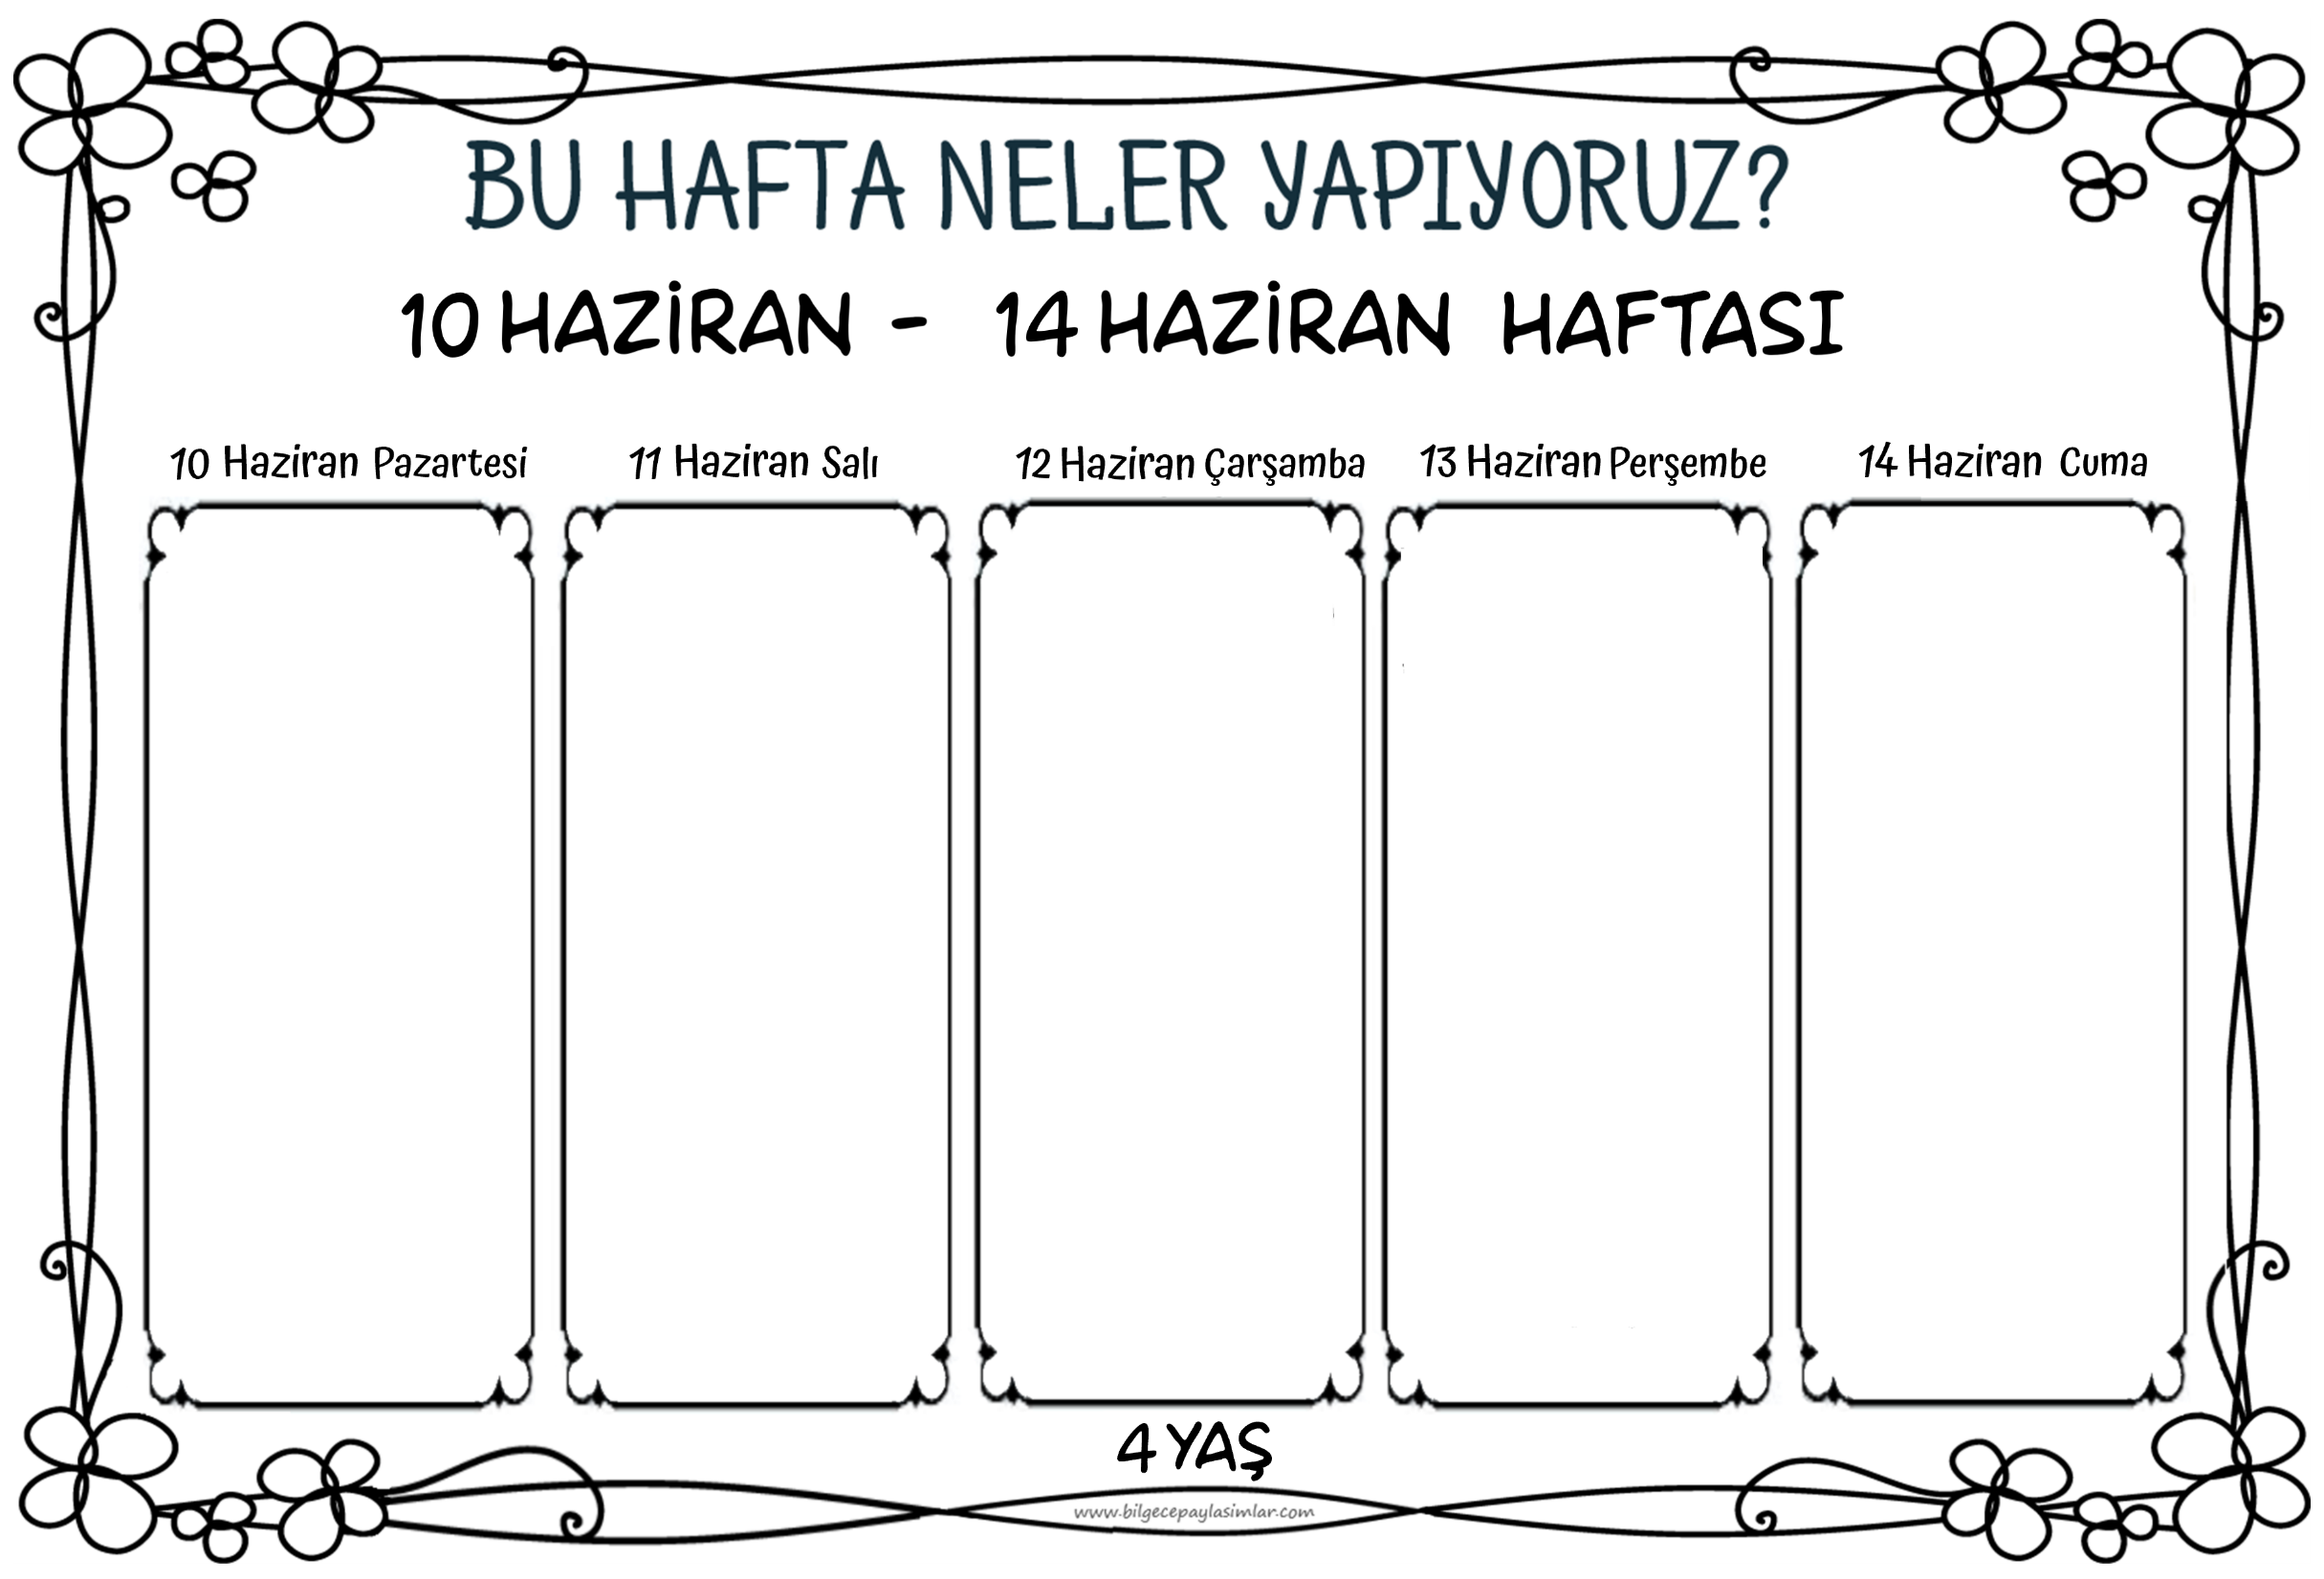 BU HAFTA NELER YAPIYORUZ?
10 HAZİRAN - 14 HAZİRAN HAFTASI
10 Haziran Pazartesi
11 Haziran Salı
12 Haziran Çarşamba
13 Haziran Perşembe
14 Haziran Cuma
4 YAŞ
www.bilgecepaylasimlar.com